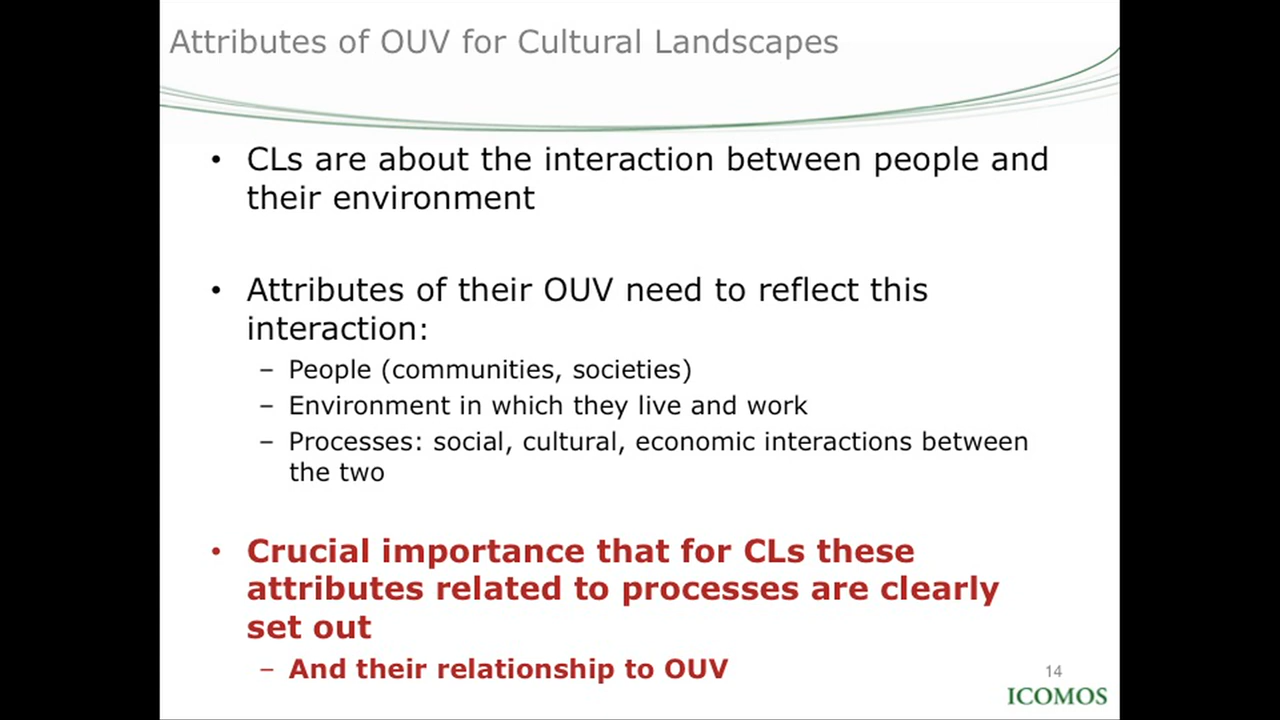 Attributes of OUV for Cultural Landscapes
• CLs are about the interaction between people and
their environment
• Attributes of their OUV need to reflect this
interaction:
– People (communities, societies)
– Environment in which they live and work
– Processes: social, cultural, economic interactions between
the two
• Crucial importance that for CLs these
attributes related to processes are clearly
set out
– And their relationship to OUV
14
ICOMOS